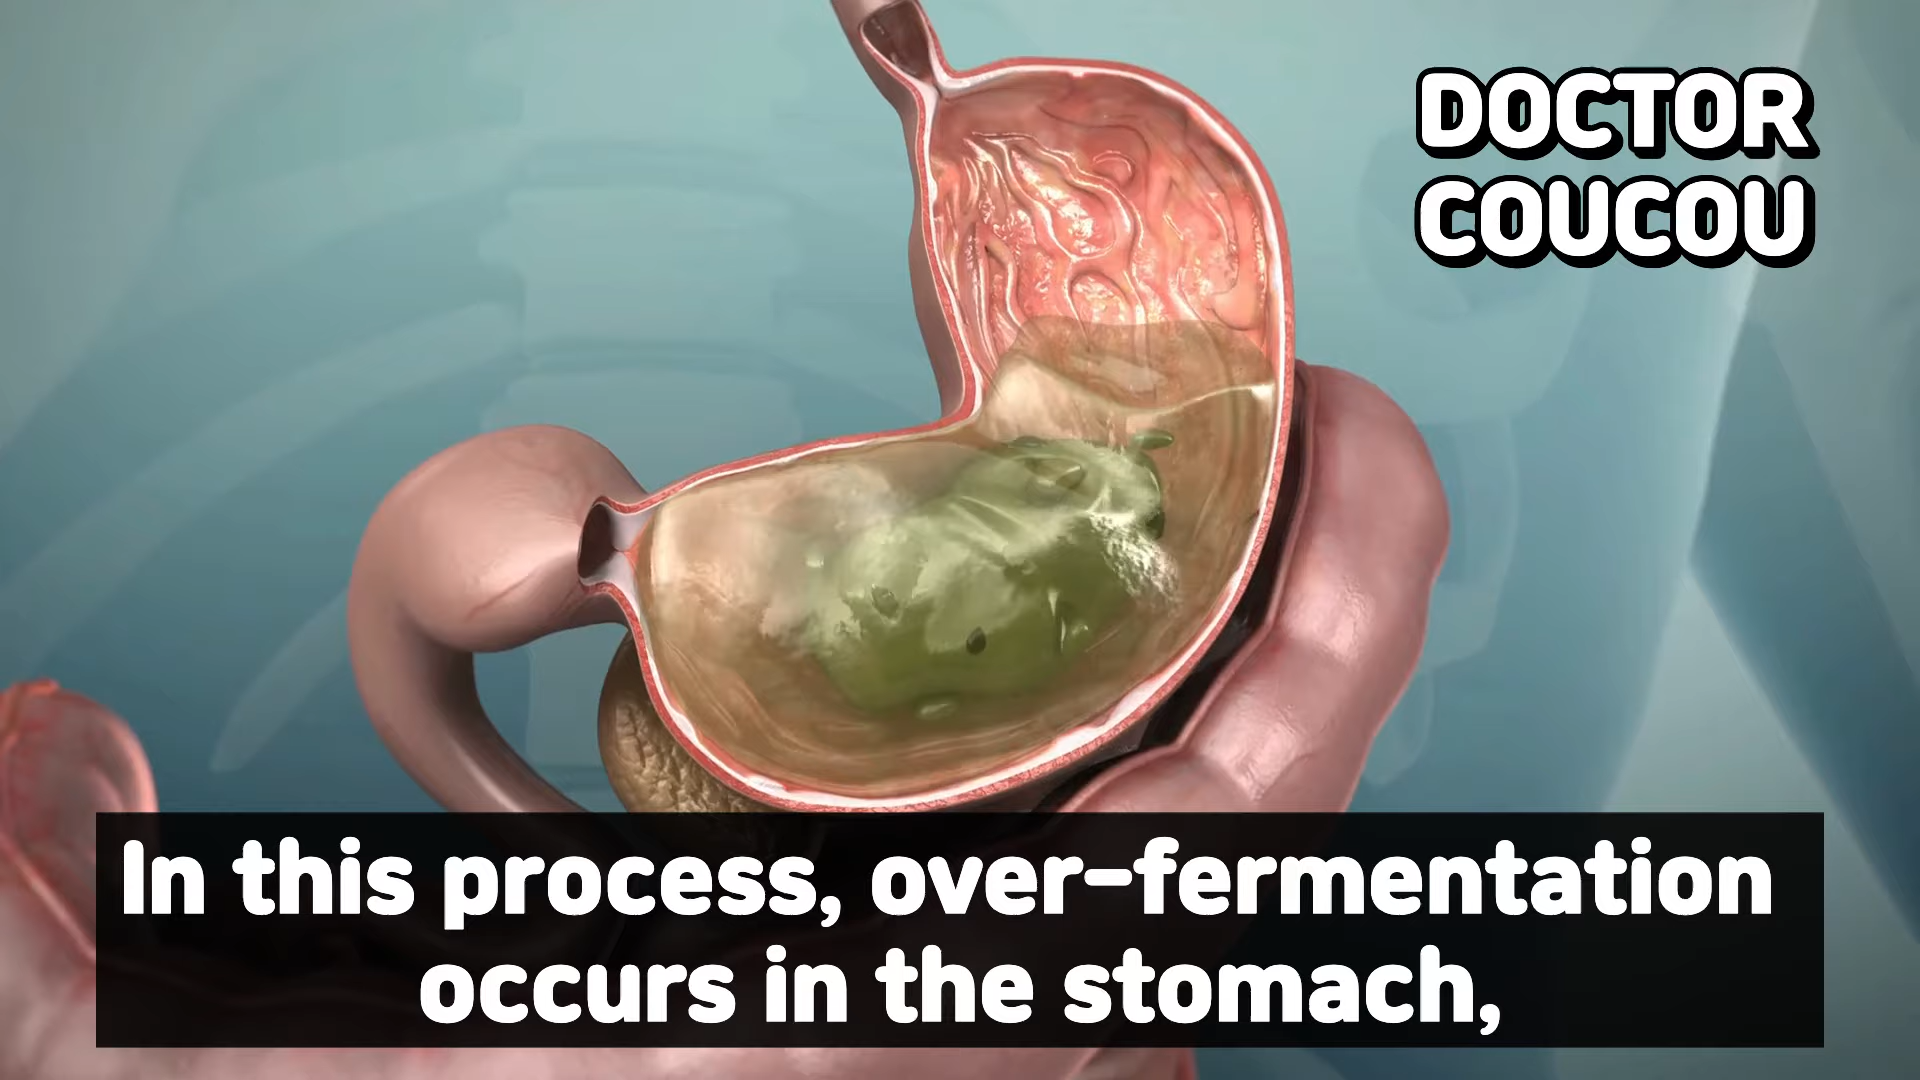 DOCTOR
COUCOU
In this process, over-fermentation
occurs in the stomach,